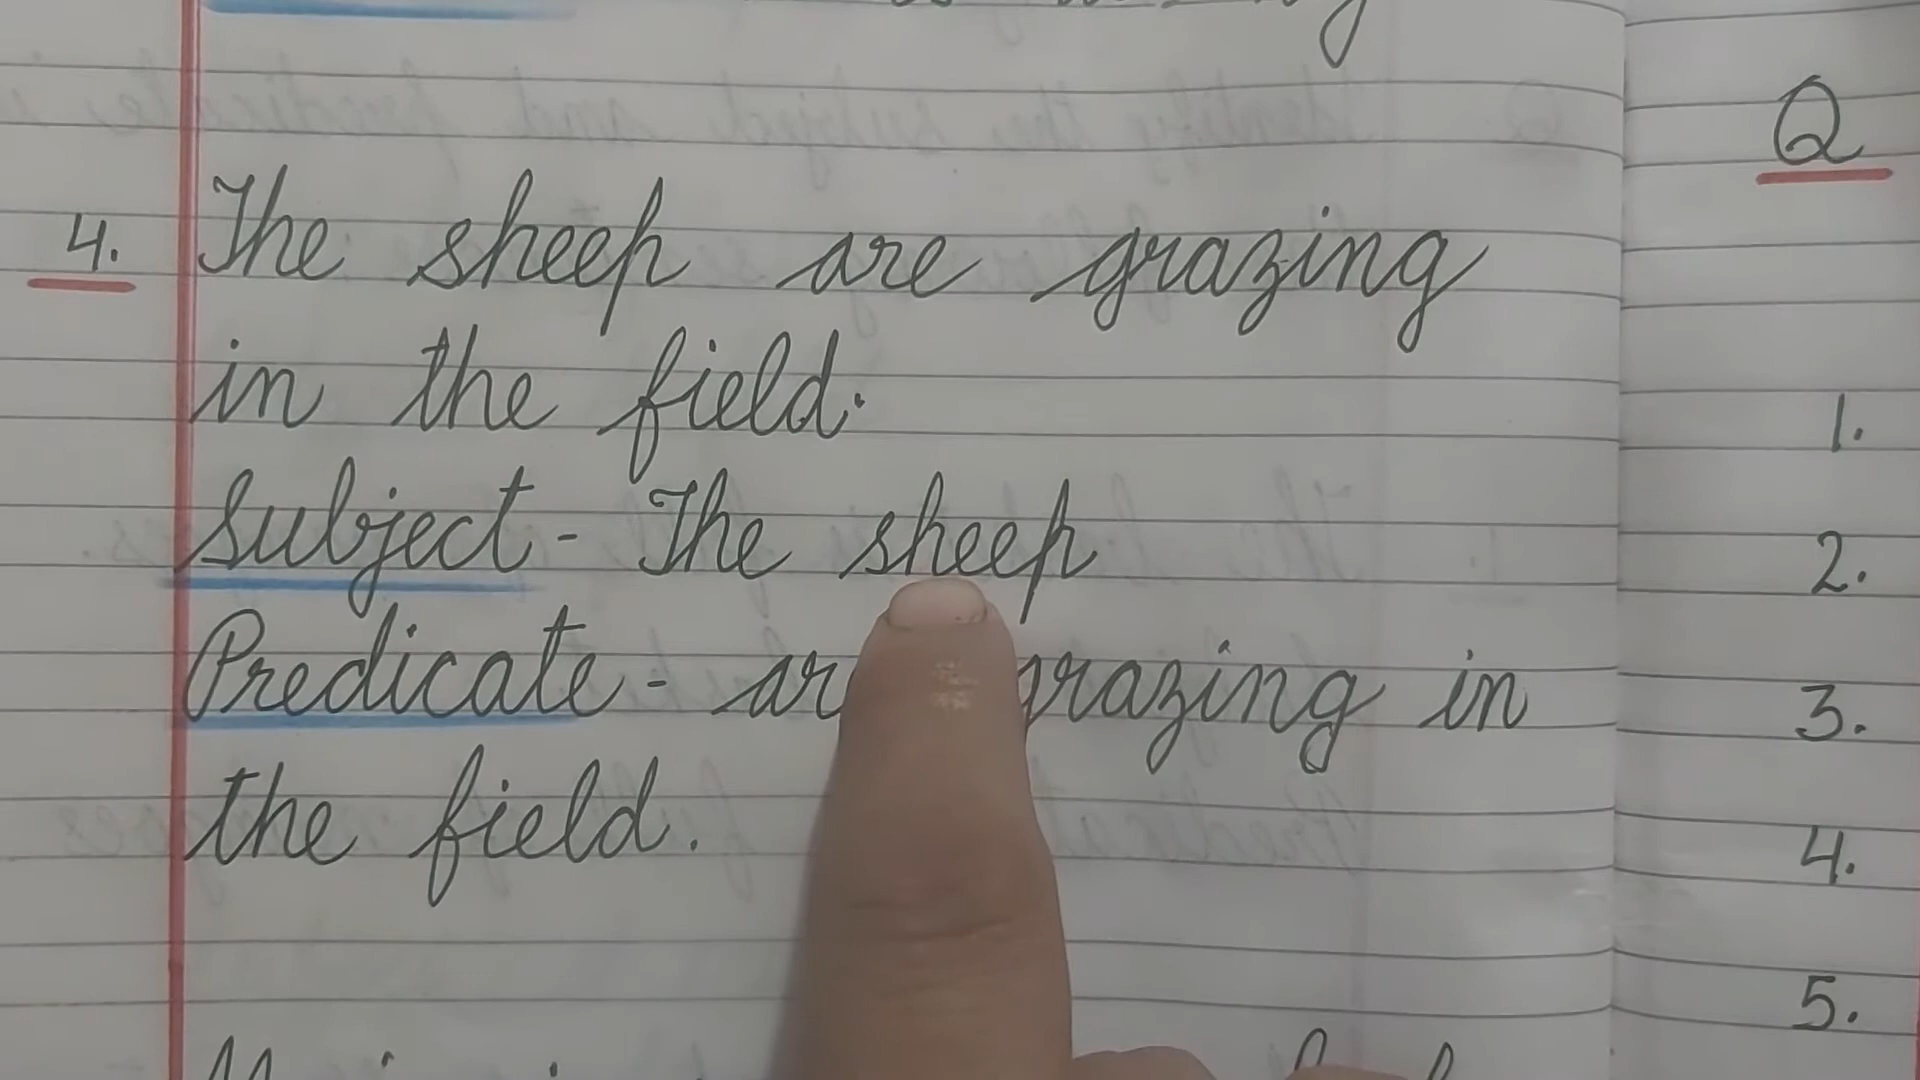 4. The sheep are grazing
in the field.
Subject - The sheep
Predicate - grazing in
the field.
Q
1.
2.
3.
4.
5.